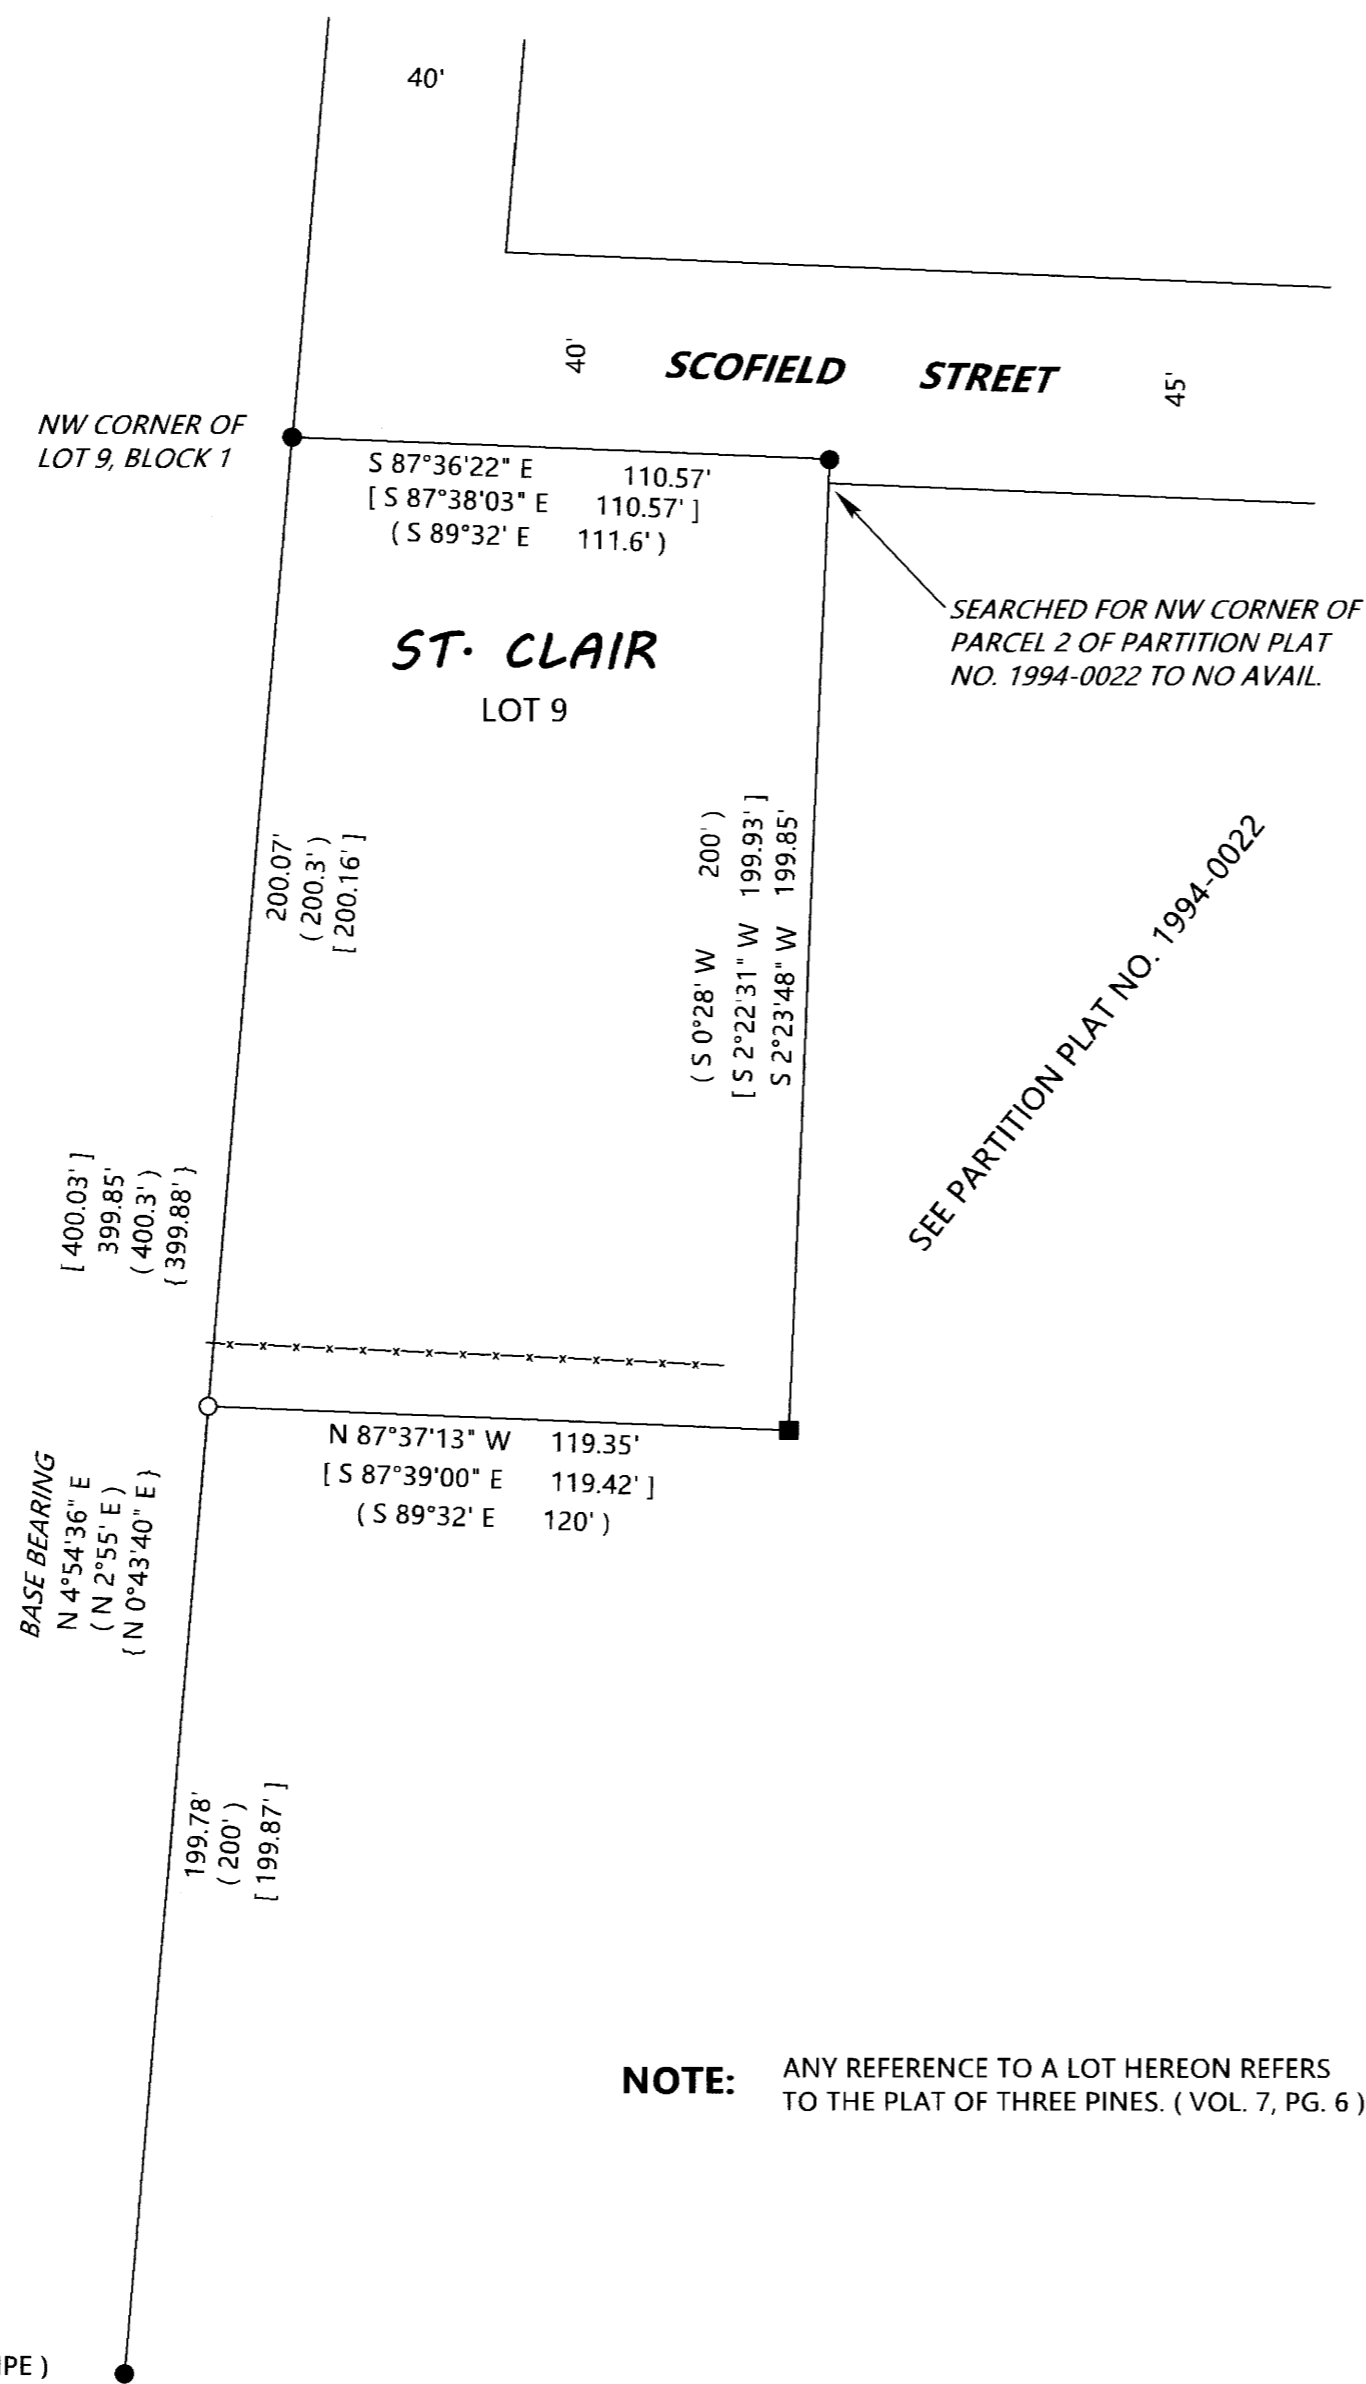 40'
40'
SCOFIELD STREET
45'
NW CORNER OF
LOT 9, BLOCK 1
S 87°36'22" E 110.57'
[ S 87°38'03" E 110.57' ]
( S 89°32' E 111.6' )
SEARCHED FOR NW CORNER OF
PARCEL 2 OF PARTITION PLAT
NO. 1994-0022 TO NO AVAIL.
ST. CLAIR
LOT 9
200.07'
( 200.3' )
[ 200.16' ]
( S 0°28' W 200' )
[ S 2°22'31" W 199.93' ]
S 2°23'48" W 199.85'
SEE PARTITION PLAT NO. 1994-0022
[ 400.03' ]
399.85'
( 400.3' )
{ 399.88' }
N 87°37'13" W 119.35'
[ S 87°39'00" E 119.42' ]
( S 89°32' E 120' )
BASE BEARING
N 4°54'36" E
( N 2°55' E )
{ N 0°43'40" E }
199.78'
( 200' )
[ 199.87' ]
NOTE: ANY REFERENCE TO A LOT HEREON REFERS
TO THE PLAT OF THREE PINES. ( VOL. 7, PG. 6 )
PE )